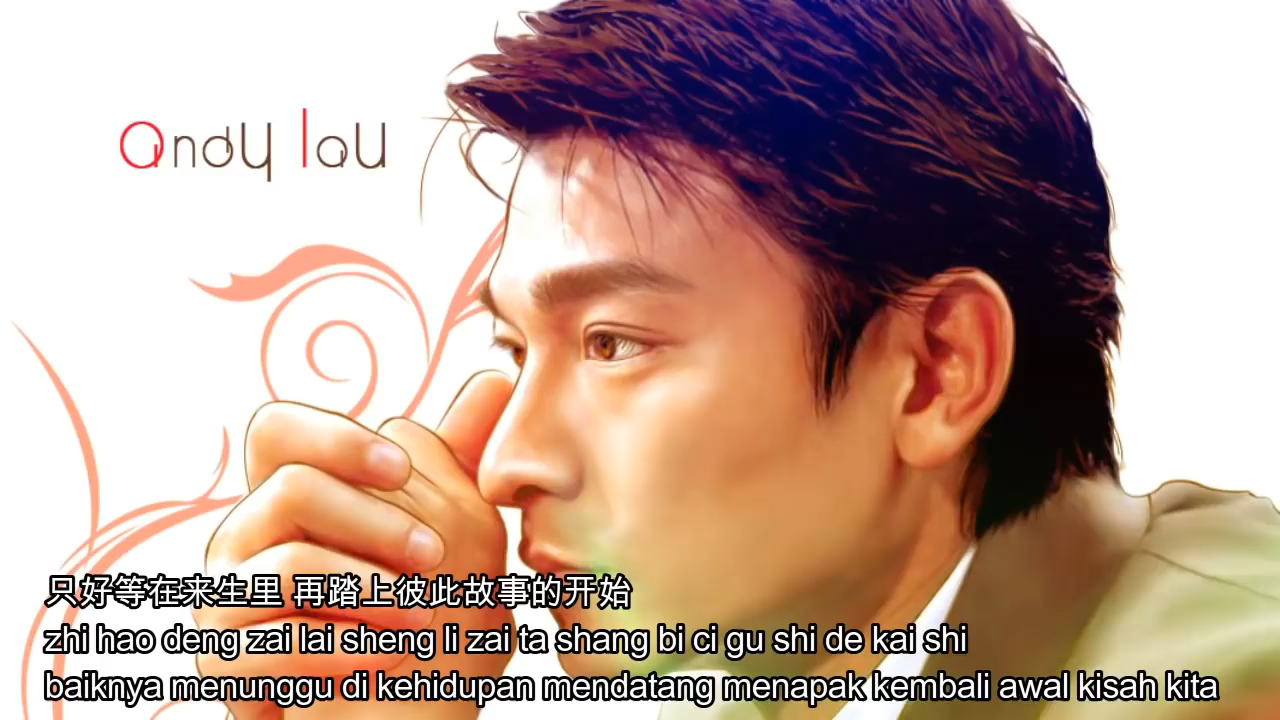 andy lau
只好等在来生里 再踏上彼此故事的开始
zhi hao deng zai lai sheng li zai ta shang bi ci gu shi de kai shi
baiknya menunggu di kehidupan mendatang menapak kembali awal kisah kita